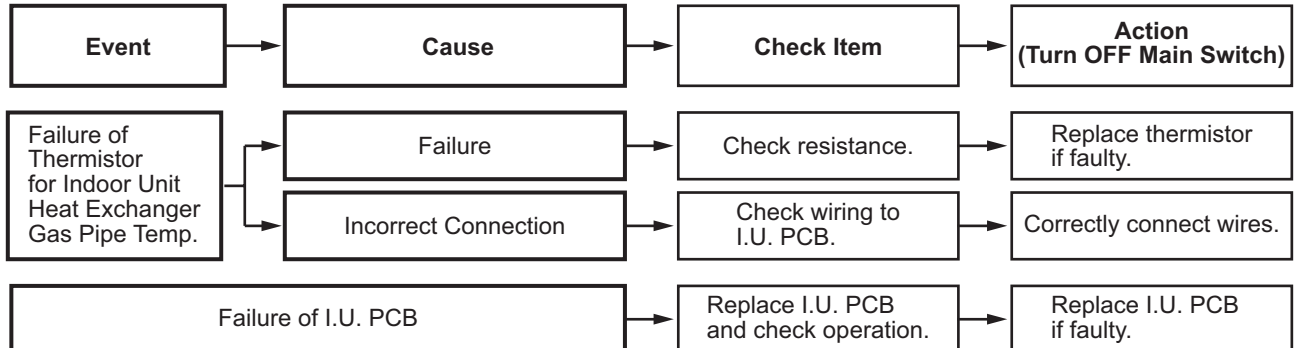 Event
Cause
Check Item
Action
(Turn OFF Main Switch)
Failure of
Thermistor
for Indoor Unit
Heat Exchanger
Gas Pipe Temp.
Failure
Check resistance.
Replace thermistor
if faulty.
Incorrect Connection
Check wiring to
I.U. PCB.
Correctly connect wires.
Failure of I.U. PCB
Replace I.U. PCB
and check operation.
Replace I.U. PCB
if faulty.